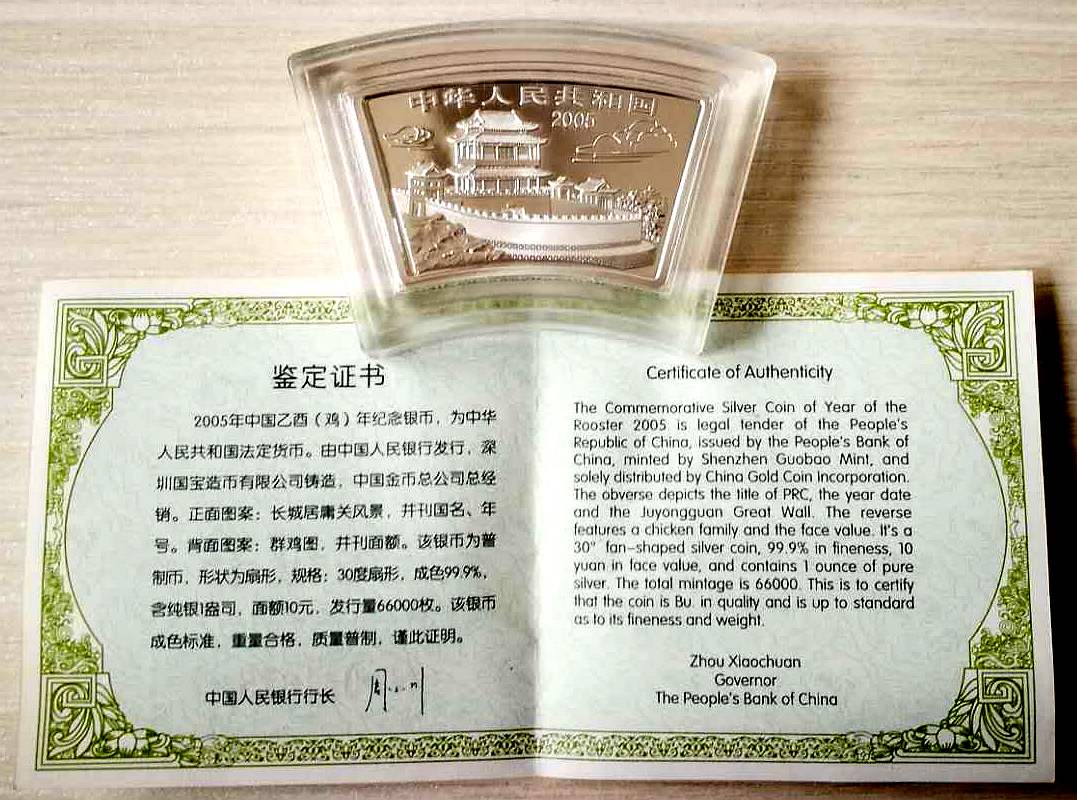 中华人民共和国
2005
鉴定证书
2005年中国乙酉（鸡）年纪念银币，为中华
人民共和国法定货币。由中国人民银行发行，深
圳国宝造币有限公司铸造，中国金币总公司总经
销。正面图案：长城居庸关风景，并刊国名、年
号。背面图案：群鸡图，并刊面额。该银币为普
制币，形状为扇形，规格：30度扇形，成色99.9%，
含纯银1盎司，面额10元，发行量66000枚。该银币
成色标准，重量合格，质量普制，谨此证明。
中国人民银行行长
Certificate of Authenticity
The Commemorative Silver Coin of Year of the
Rooster 2005 is legal tender of the People's
Republic of China, issued by the People's Bank of
China, minted by Shenzhen Guobao Mint, and
solely distributed by China Gold Coin Incorporation.
The obverse depicts the title of PRC, the year date
and the Juyongguan Great Wall. The reverse
features a chicken family and the face value. It's a
30° fan-shaped silver coin, 99.9% in fineness, 10
yuan in face value, and contains 1 ounce of pure
silver. The total mintage is 66000. This is to certify
that the coin is Bu. in quality and is up to standard
as to its fineness and weight.
Zhou Xiaochuan
Governor
The People's Bank of China